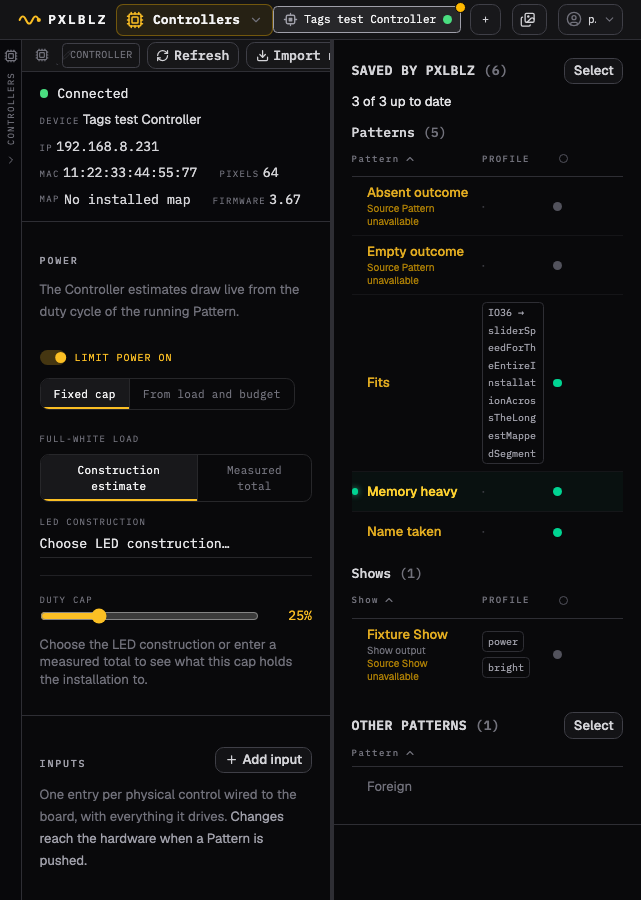 PXLBLZ
Controllers
Tags test Controller
+
p.
CONTROLLERS
CONTROLLER
Refresh
Import
Connected
DEVICE Tags test Controller
IP 192.168.8.231
MAC 11:22:33:44:55:77 PIXELS 64
MAP No installed map FIRMWARE 3.67
POWER
The Controller estimates draw live from the
duty cycle of the running Pattern.
LIMIT POWER ON
Fixed cap
From load and budget
FULL-WHITE LOAD
Construction
estimate
Measured
total
LED CONSTRUCTION
Choose LED construction…
DUTY CAP
25%
Choose the LED construction or enter a
measured total to see what this cap holds
the installation to.
INPUTS
+ Add input
One entry per physical control wired to the
board, with everything it drives. Changes
reach the hardware when a Pattern is
pushed.
SAVED BY PXLBLZ (6)
Select
3 of 3 up to date
Patterns (5)
Pattern PROFILE
Absent outcome
Source Pattern
unavailable
·
Empty outcome
Source Pattern
unavailable
·
Fits
IO36 →
sliderSp
eedForTh
eEntireI
nstallat
ionAcros
sTheLong
estMappe
dSegment
Memory heavy
·
Name taken
·
Shows (1)
Show PROFILE
Fixture Show
Show output
Source Show
unavailable
power
bright
OTHER PATTERNS (1)
Select
Pattern
Foreign